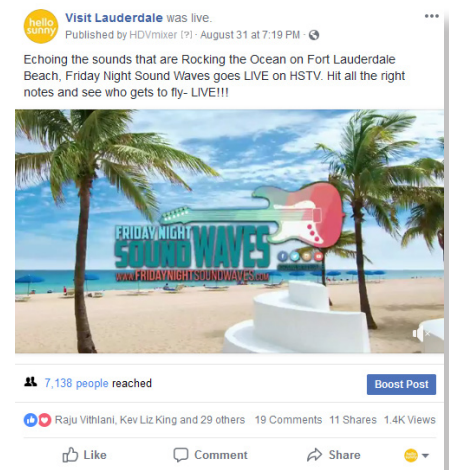 hello
sunny
Visit Lauderdale was live.
Published by HDVmixer [?] · August 31 at 7:19 PM ·
Echoing the sounds that are Rocking the Ocean on Fort Lauderdale
Beach, Friday Night Sound Waves goes LIVE on HSTV. Hit all the right
notes and see who gets to fly- LIVE!!!
FRIDAY NIGHT
SOUND WAVES
WWW.FRIDAYNIGHTSOUNDWAVES.COM
7,138 people reached
Boost Post
Raju Vithlani, Kev Liz King and 29 others 19 Comments 11 Shares 1.4K Views
Like Comment Share
hello
sunny